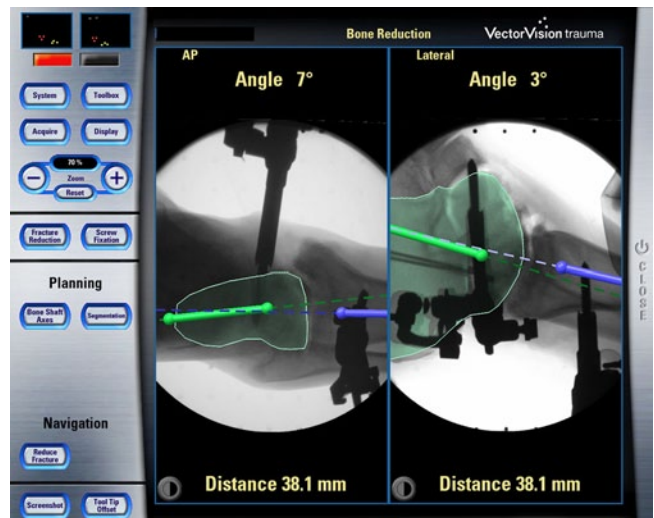 Bone Reduction
VectorVision trauma
AP
Lateral
Angle 7°
Angle 3°
System
Toolbox
Acquire
Display
70 %
Zoom
Reset
Fracture
Reduction
Screw
Fixation
Planning
Bone Shaft
Axes
Segmentation
Navigation
Reduce
Fracture
Screenshot
Tool Tip
Offset
Distance 38.1 mm
Distance 38.1 mm
CLOSE